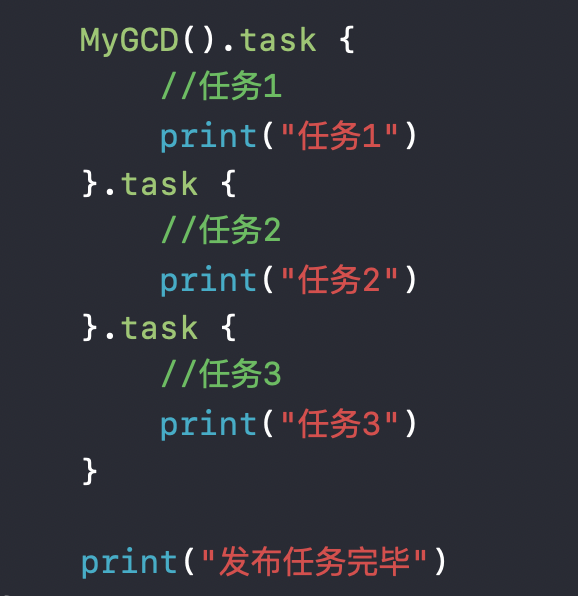 MyGCD().task {
//任务1
print("任务1")
}.task {
//任务2
print("任务2")
}.task {
//任务3
print("任务3")
}
print("发布任务完毕")